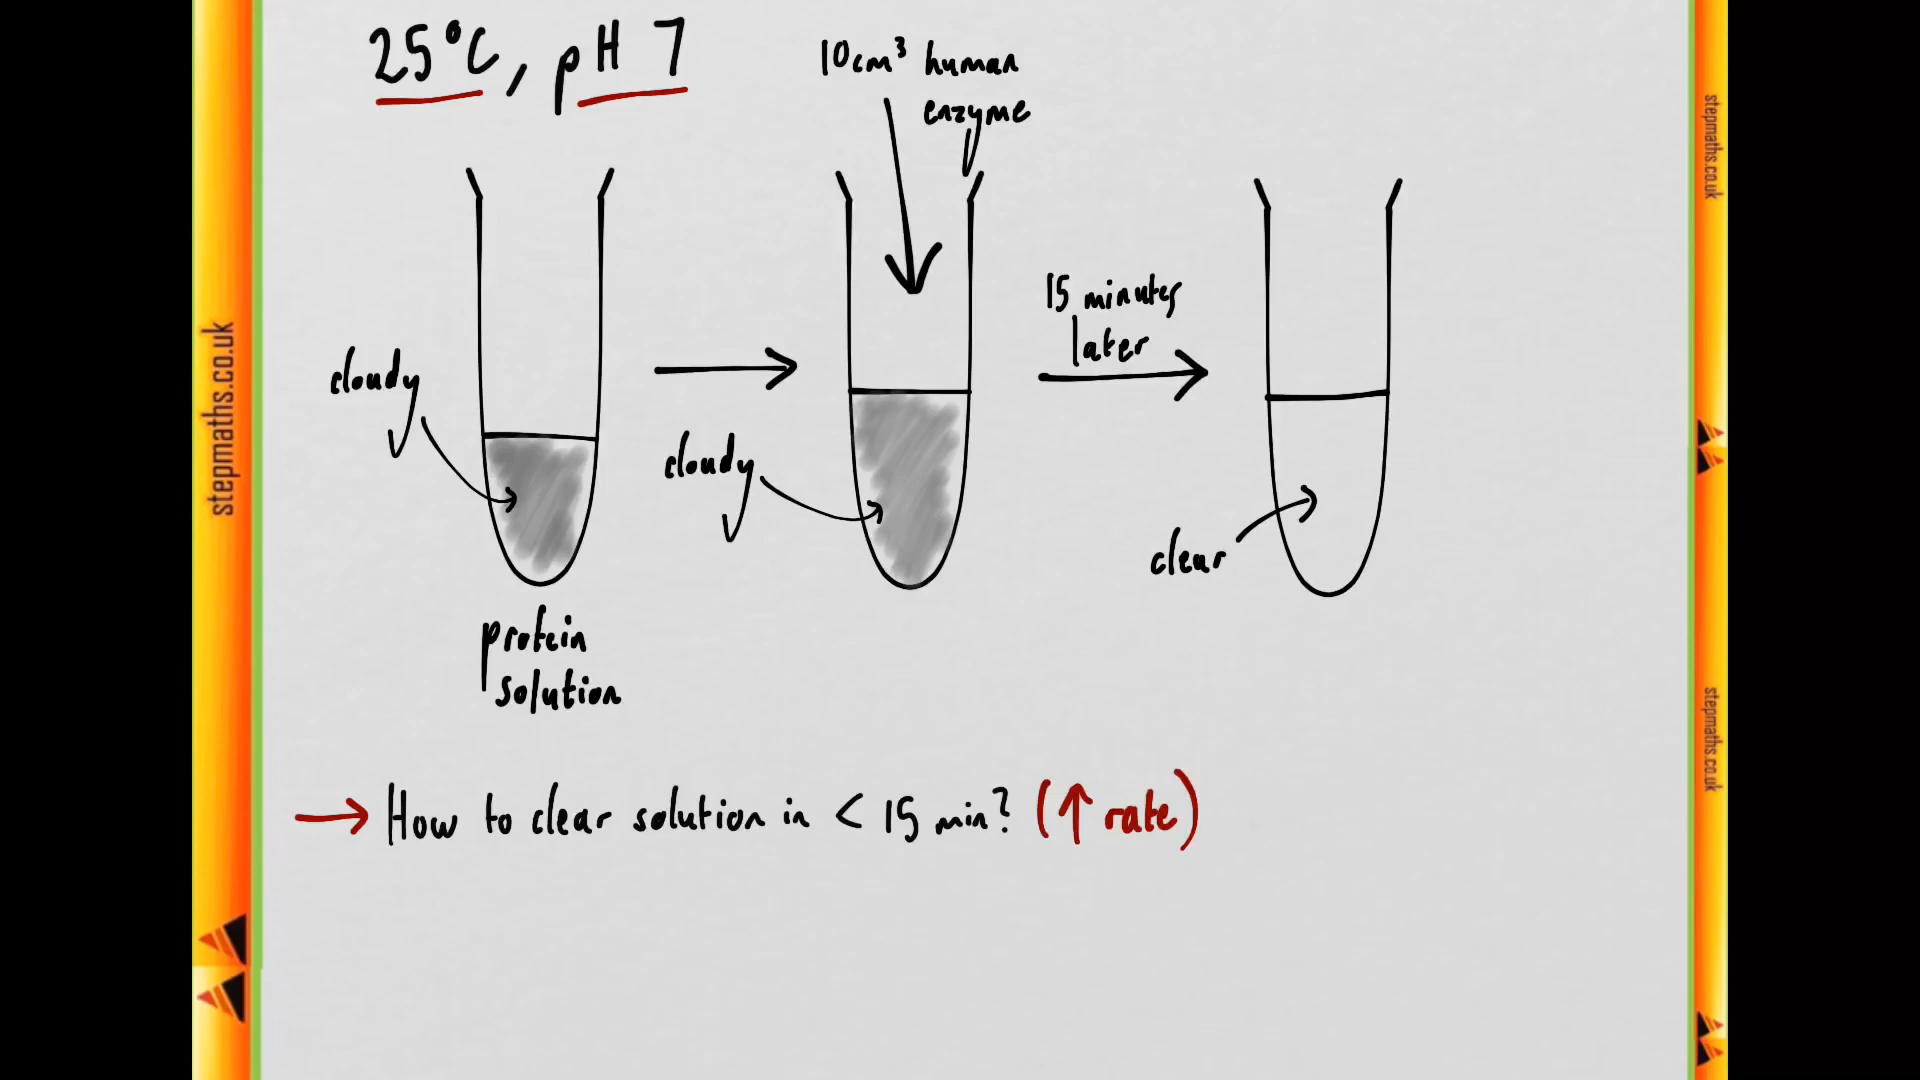 25°C, pH 7
10cm³ human
enzyme
cloudy
cloudy
15 minutes
later
clear
protein
solution
→ How to clear solution in < 15 min? (↑ rate)
stepmaths.co.uk
stepmaths.co.uk
stepmaths.co.uk